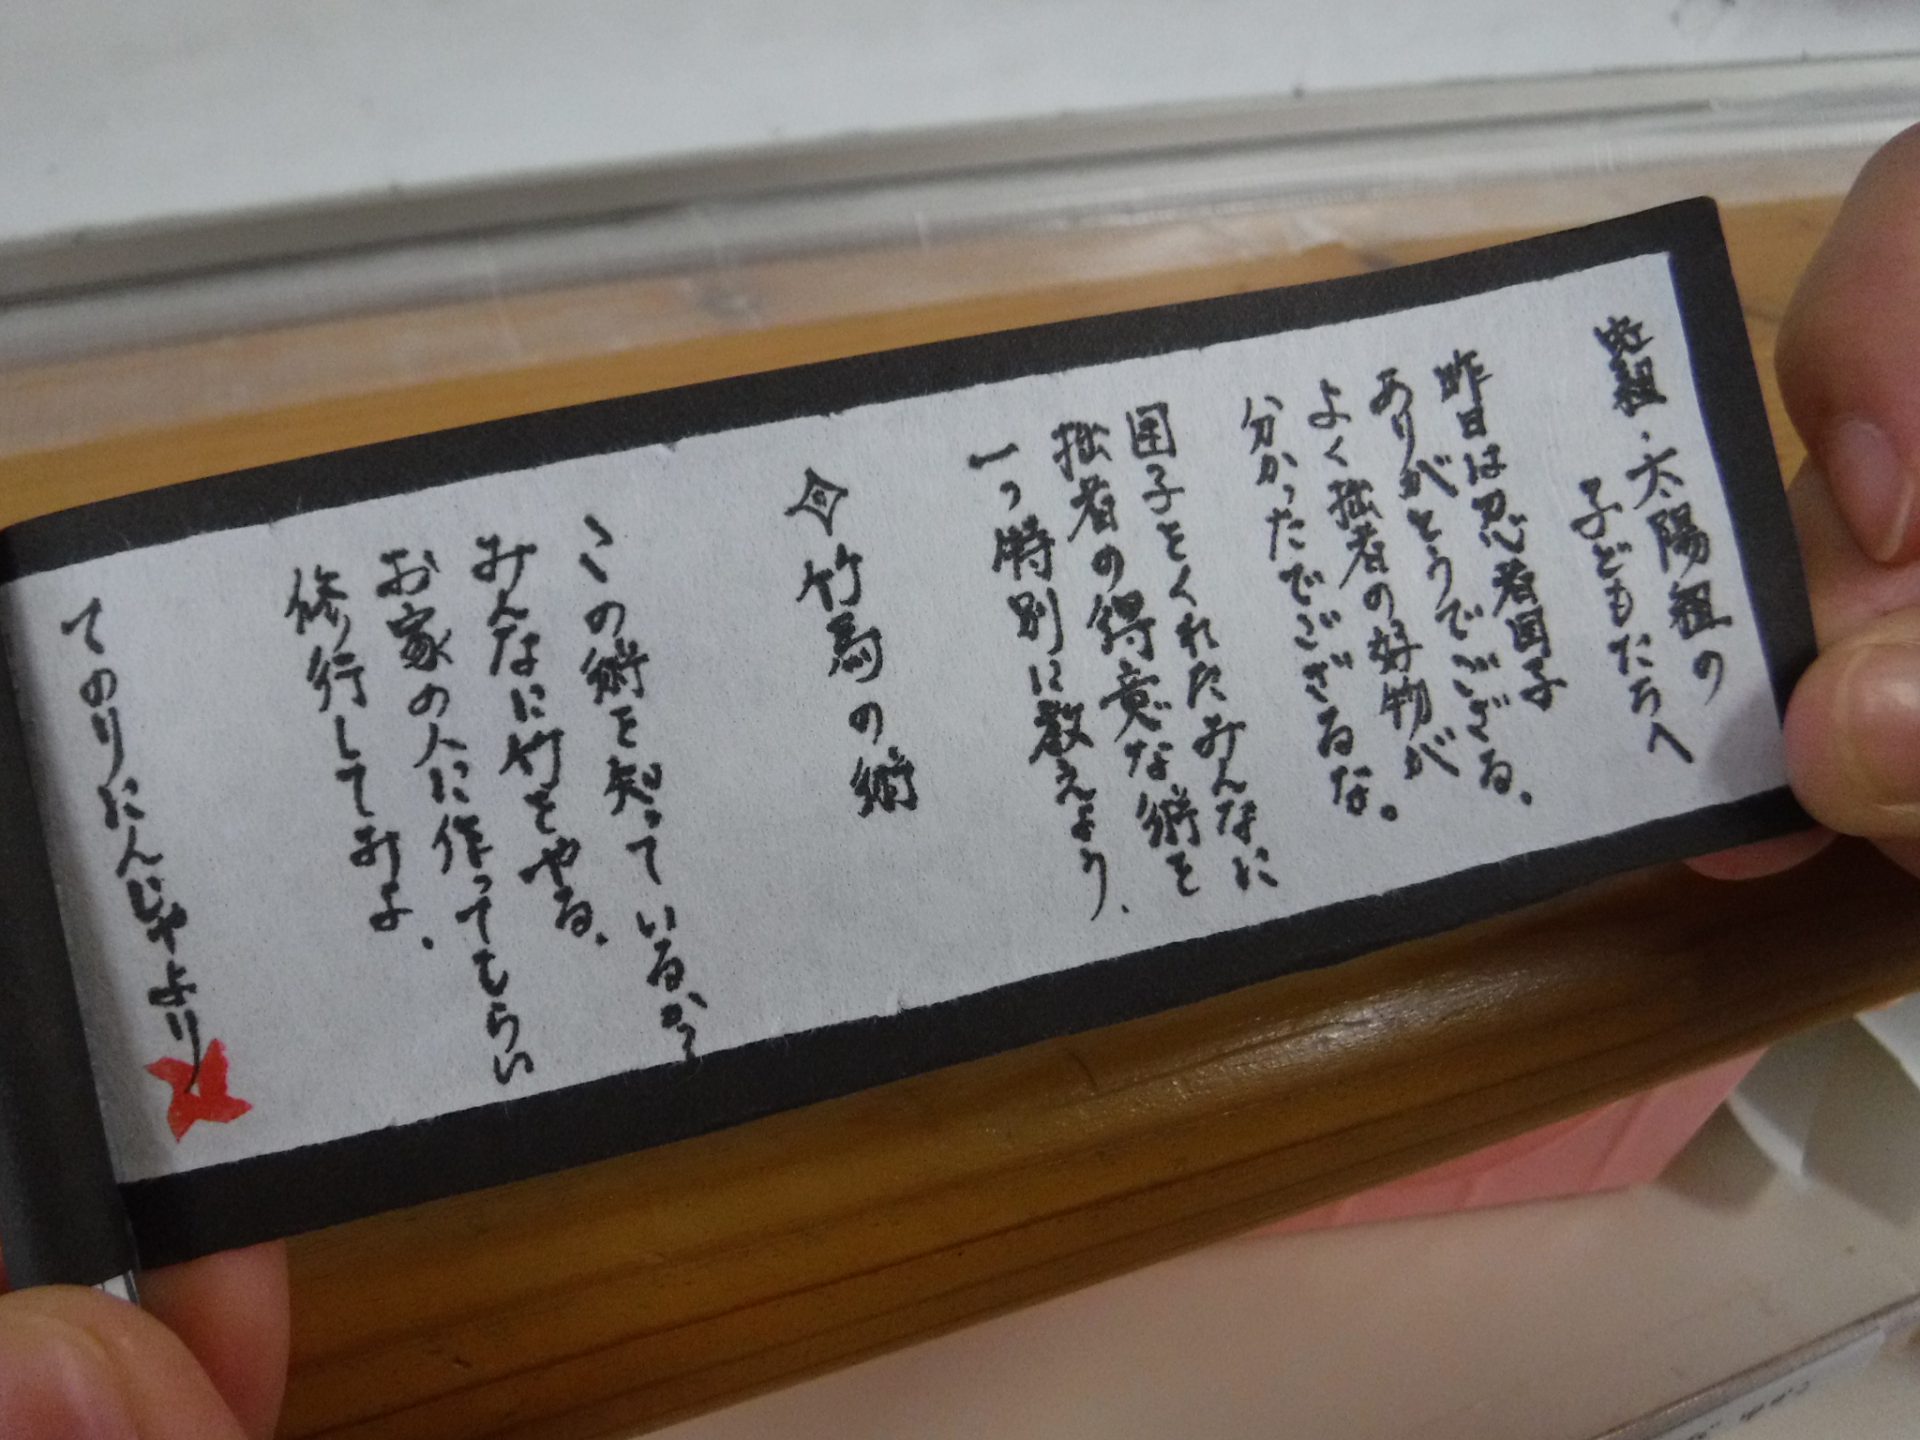 虹組・太陽組の
子どもたちへ
昨日は忍者団子
ありがとうでござる。
よく拙者の好物が
分かったでござるな。
団子をくれたみんなに
拙者の得意な術を
一つ特別に教えよう、
竹馬の術
この術を知っているか?
みんなに竹をやる、
お家の人に作ってもらい
修行してみよ、
てのりにんじゃより